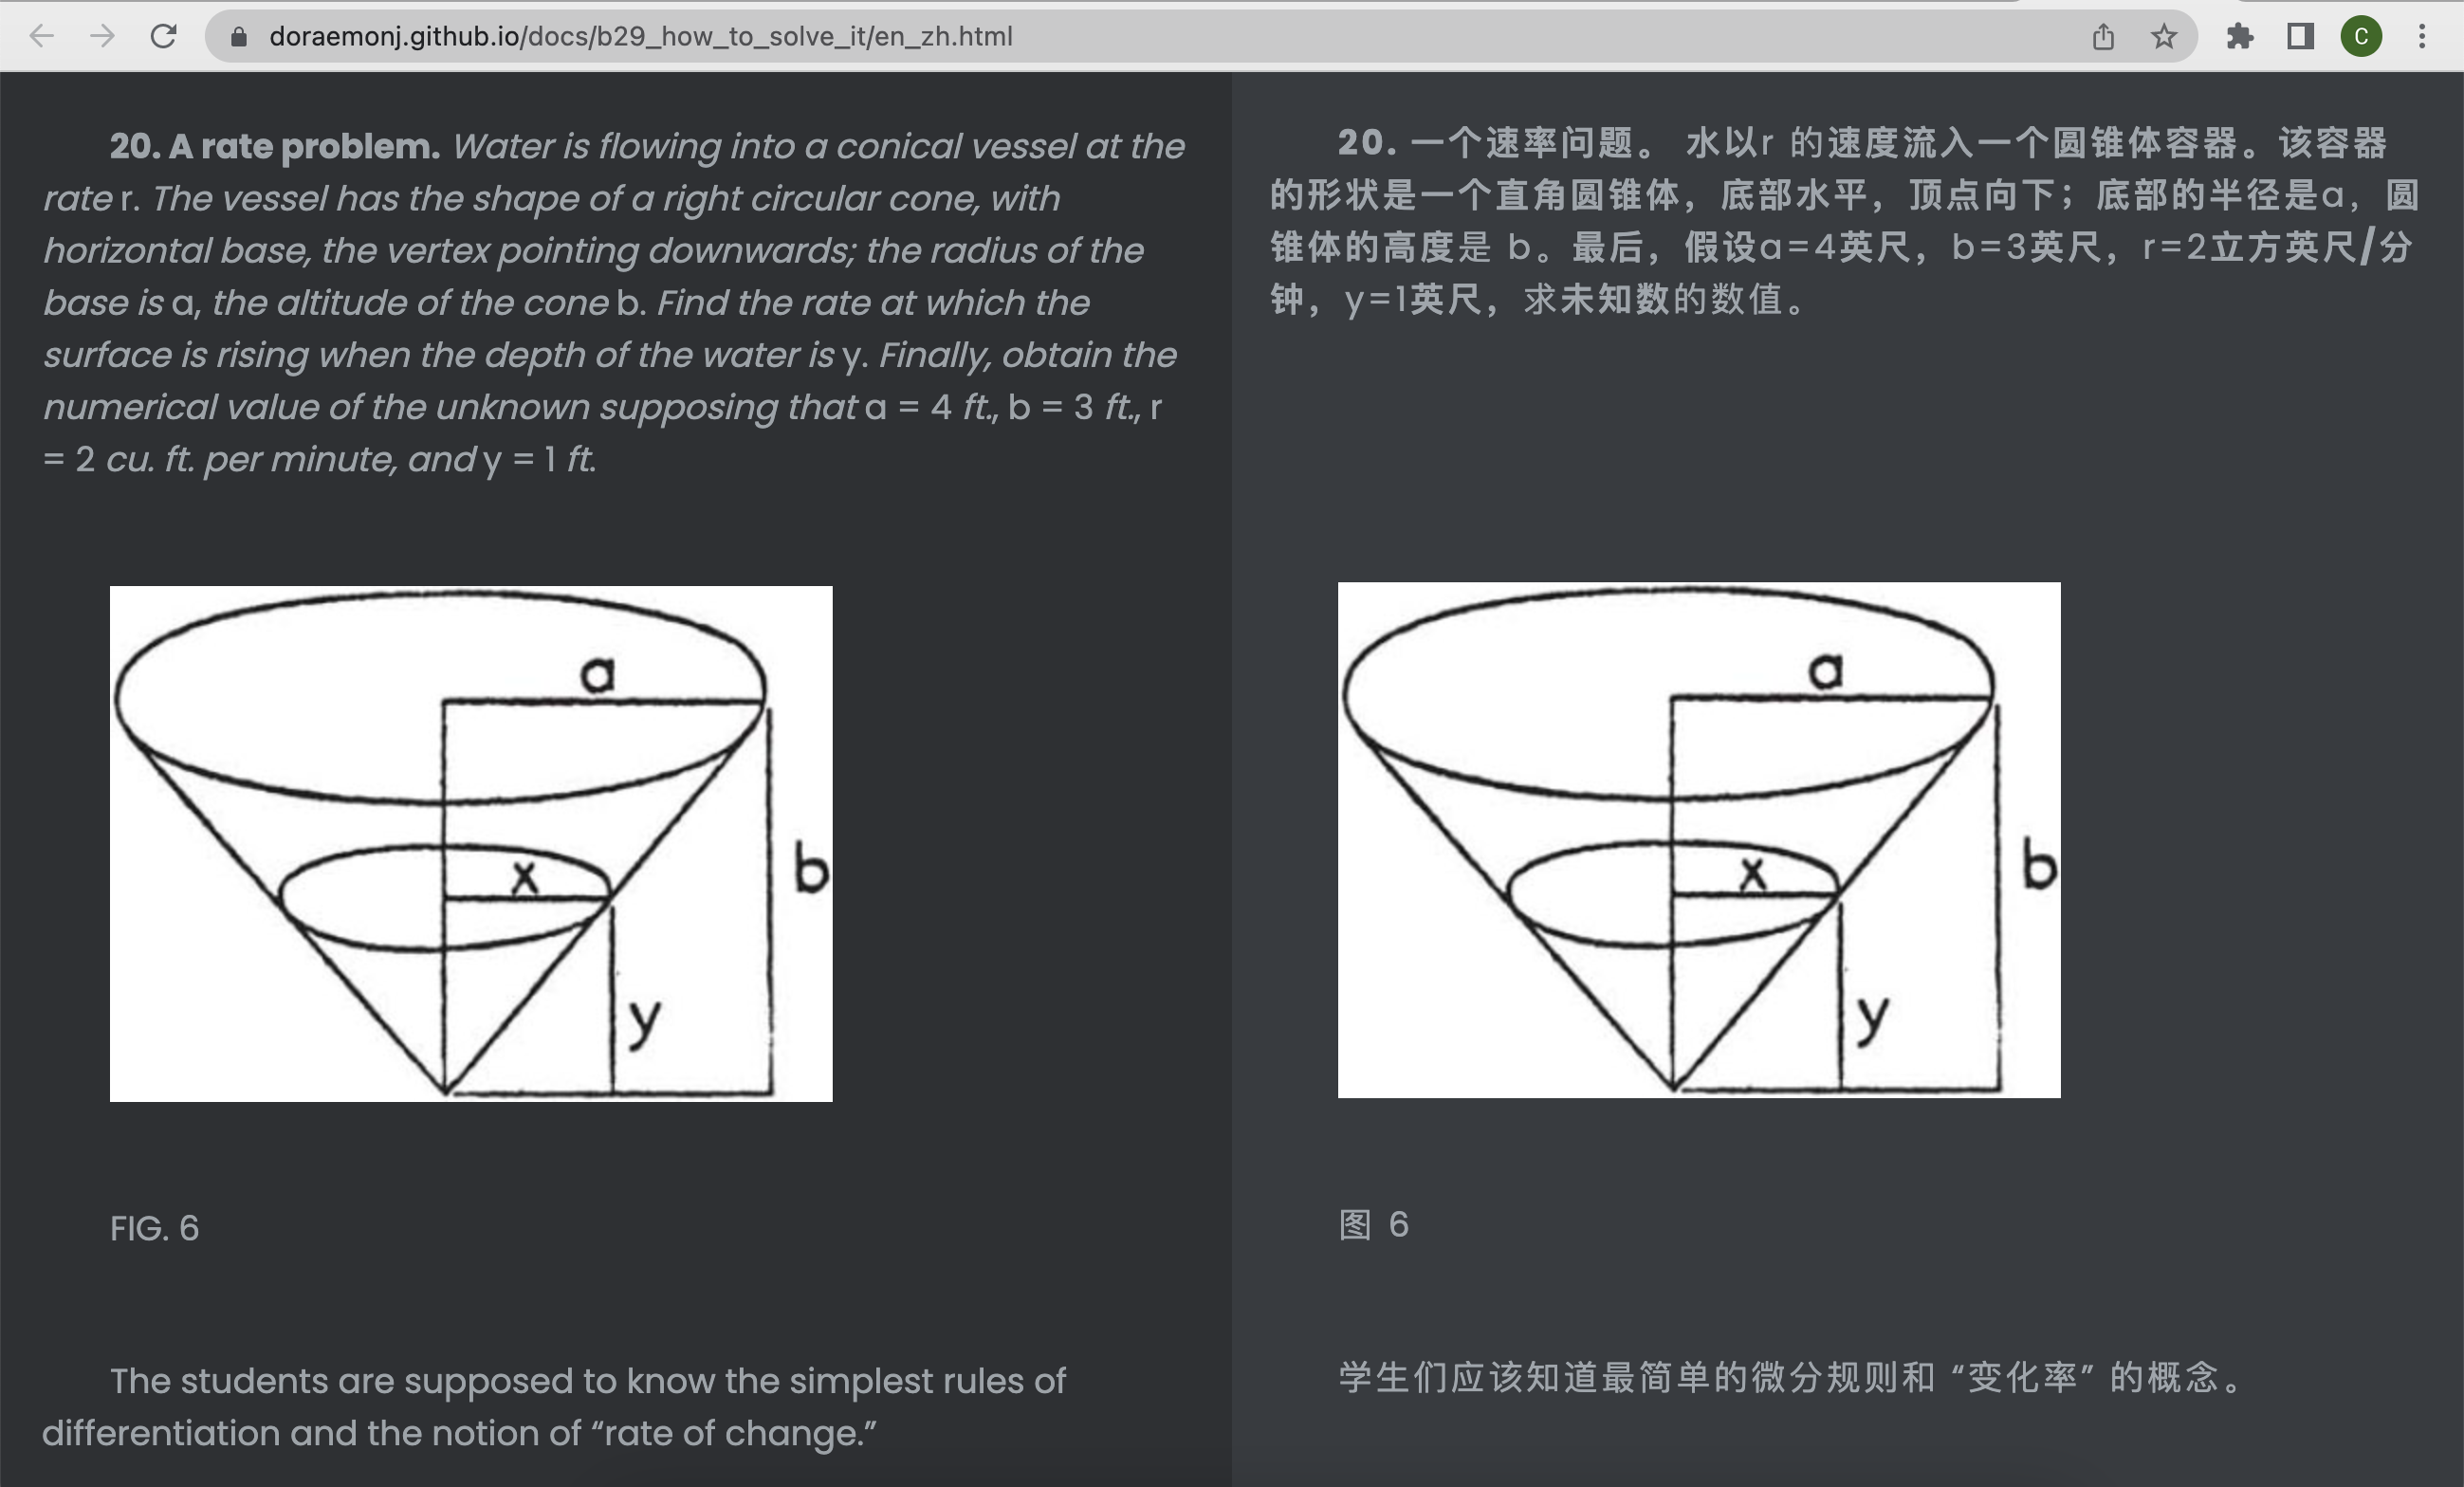 doraemonj.github.io/docs/b29_how_to_solve_it/en_zh.html
C
20. A rate problem. Water is flowing into a conical vessel at the
rate r. The vessel has the shape of a right circular cone, with
horizontal base, the vertex pointing downwards; the radius of the
base is a, the altitude of the cone b. Find the rate at which the
surface is rising when the depth of the water is y. Finally, obtain the
numerical value of the unknown supposing that a = 4 ft., b = 3 ft., r
= 2 cu. ft. per minute, and y = 1 ft.
a
x
b
y
FIG. 6
The students are supposed to know the simplest rules of
differentiation and the notion of “rate of change.”
20. 一个速率问题。 水以r 的速度流入一个圆锥体容器。该容器
的形状是一个直角圆锥体，底部水平，顶点向下；底部的半径是a，圆
锥体的高度是 b。最后，假设a=4英尺，b=3英尺，r=2立方英尺/分
钟，y=1英尺，求未知数的数值。
a
x
b
y
图 6
学生们应该知道最简单的微分规则和 “变化率” 的概念。